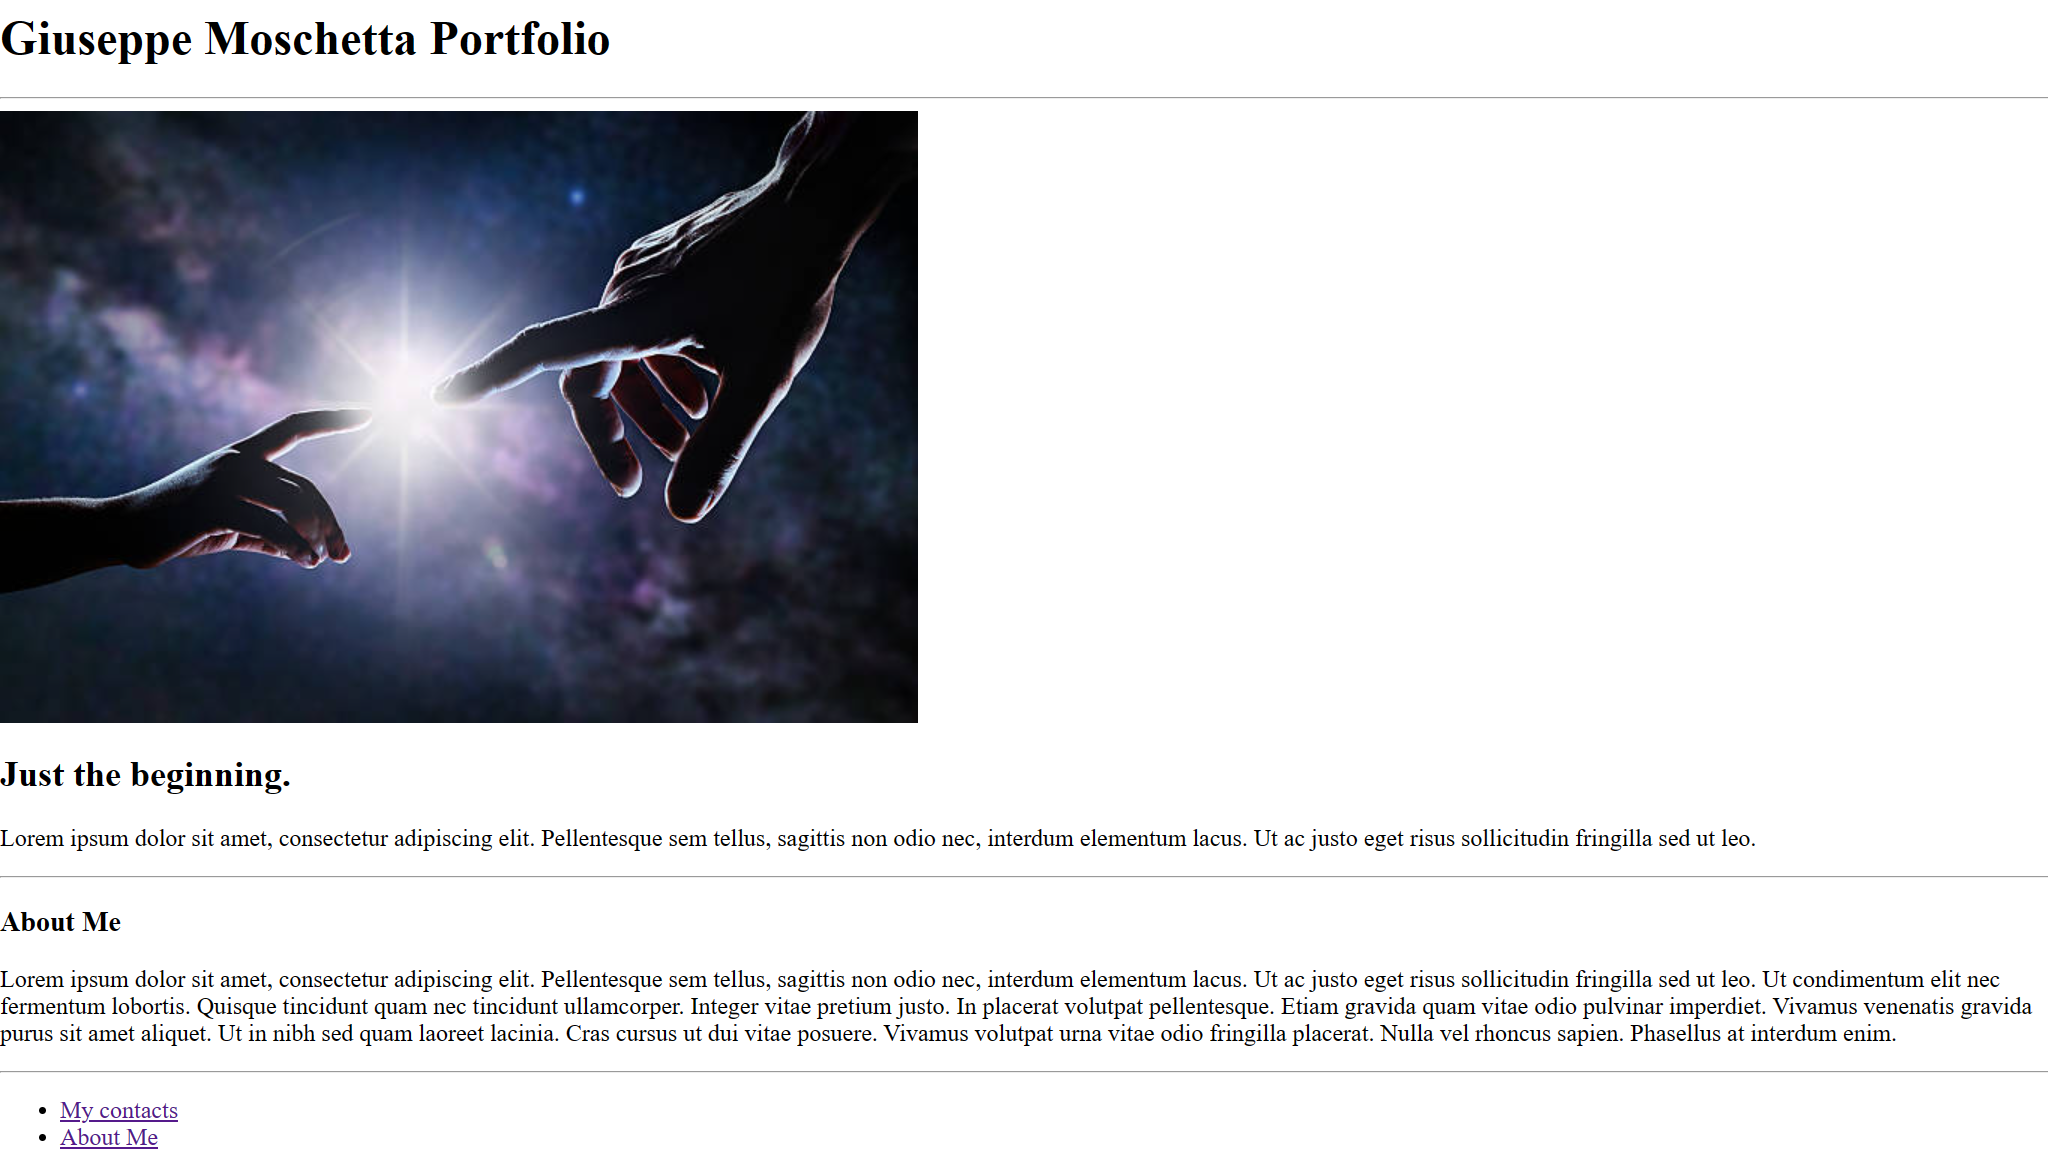 Giuseppe Moschetta Portfolio
Just the beginning.
Lorem ipsum dolor sit amet, consectetur adipiscing elit. Pellentesque sem tellus, sagittis non odio nec, interdum elementum lacus. Ut ac justo eget risus sollicitudin fringilla sed ut leo.
About Me
Lorem ipsum dolor sit amet, consectetur adipiscing elit. Pellentesque sem tellus, sagittis non odio nec, interdum elementum lacus. Ut ac justo eget risus sollicitudin fringilla sed ut leo. Ut condimentum elit nec
fermentum lobortis. Quisque tincidunt quam nec tincidunt ullamcorper. Integer vitae pretium justo. In placerat volutpat pellentesque. Etiam gravida quam vitae odio pulvinar imperdiet. Vivamus venenatis gravida
purus sit amet aliquet. Ut in nibh sed quam laoreet lacinia. Cras cursus ut dui vitae posuere. Vivamus volutpat urna vitae odio fringilla placerat. Nulla vel rhoncus sapien. Phasellus at interdum enim.
My contacts
About Me